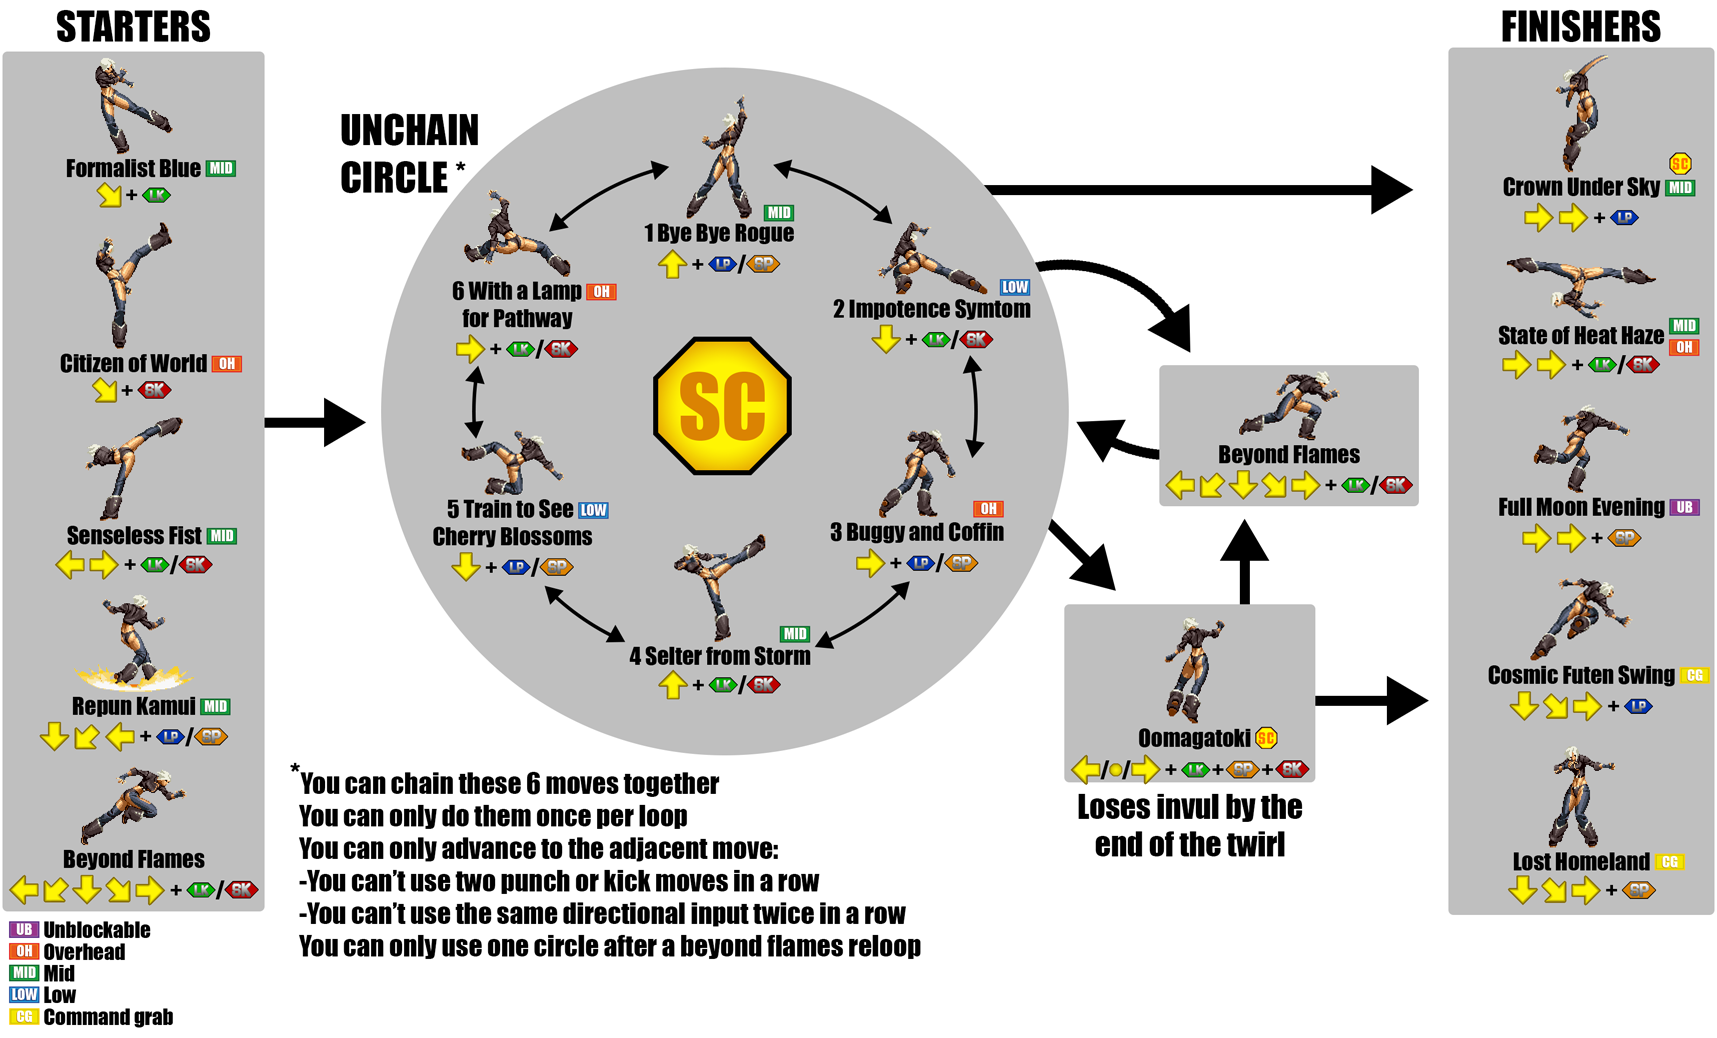 STARTERS
Formalist Blue MID
+ LK
Citizen of World OH
+ SK
Senseless Fist MID
+ LK/SK
Repun Kamui MID
+ LP/SP
Beyond Flames
+ LK/SK
UB Unblockable
OH Overhead
MID Mid
LOW Low
CG Command grab
UNCHAIN
CIRCLE *
MID
1 Bye Bye Rogue
+ LP/SP
LOW
2 Impotence Symtom
+ LK/SK
OH
3 Buggy and Coffin
+ LP/SP
MID
4 Selter from Storm
+ LK/SK
5 Train to See LOW
Cherry Blossoms
+ LP/SP
6 With a Lamp OH
for Pathway
+ LK/SK
SC
*You can chain these 6 moves together
You can only do them once per loop
You can only advance to the adjacent move:
-You can't use two punch or kick moves in a row
-You can't use the same directional input twice in a row
You can only use one circle after a beyond flames reloop
Beyond Flames
+ LK/SK
Oomagatoki SC
/ / + LK + SP + SK
Loses invul by the
end of the twirl
FINISHERS
SC
Crown Under Sky MID
+ LP
State of Heat Haze MID
OH
+ LK/SK
Full Moon Evening UB
+ SP
Cosmic Futen Swing CG
+ LP
Lost Homeland CG
+ SP